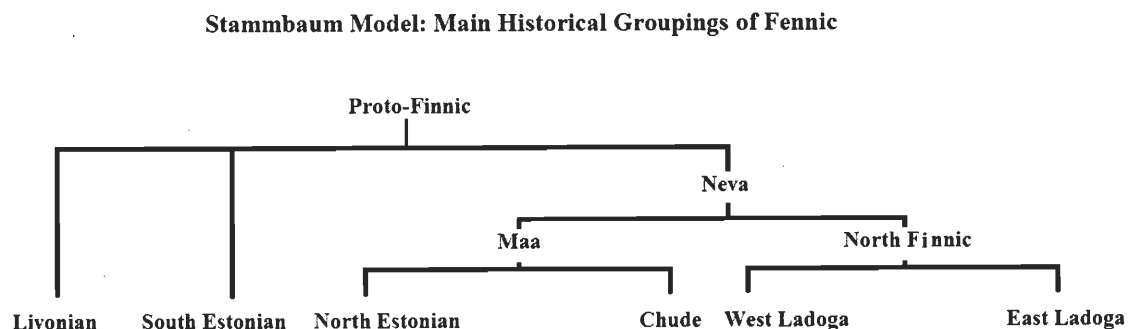 Stammbaum Model: Main Historical Groupings of Fennic
Proto-Finnic
Neva
Maa
North Finnic
Livonian
South Estonian
North Estonian
Chude
West Ladoga
East Ladoga